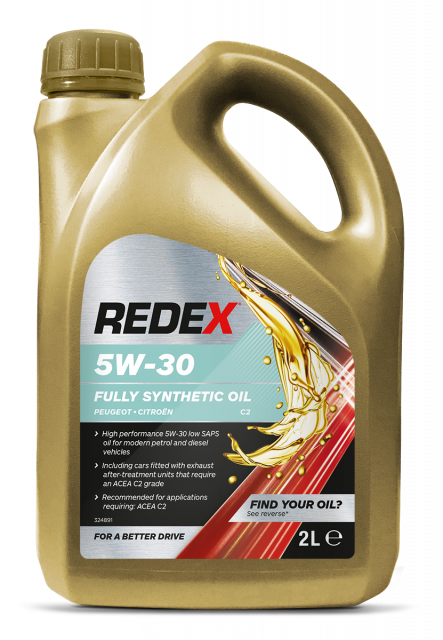 REDEX
5W-30
FULLY SYNTHETIC OIL
PEUGEOT • CITROËN C2
› High performance 5W-30 low SAPS
oil for modern petrol and diesel
vehicles
› Including cars fitted with exhaust
after-treatment units that require
an ACEA C2 grade
› Recommended for applications
requiring: ACEA C2
324891
FIND YOUR OIL?
See reverse*
FOR A BETTER DRIVE
2L ℮